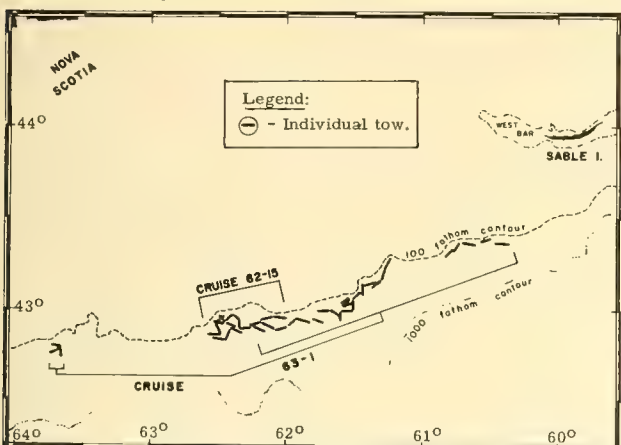 NOVA
SCOTIA
Legend:
⊖ - Individual tow.
44°
WEST
BAR
SABLE I.
100 fathom contour
CRUISE 62-15
43°
1000 fathom contour
63-1
CRUISE
64° 63° 62° 61° 60°